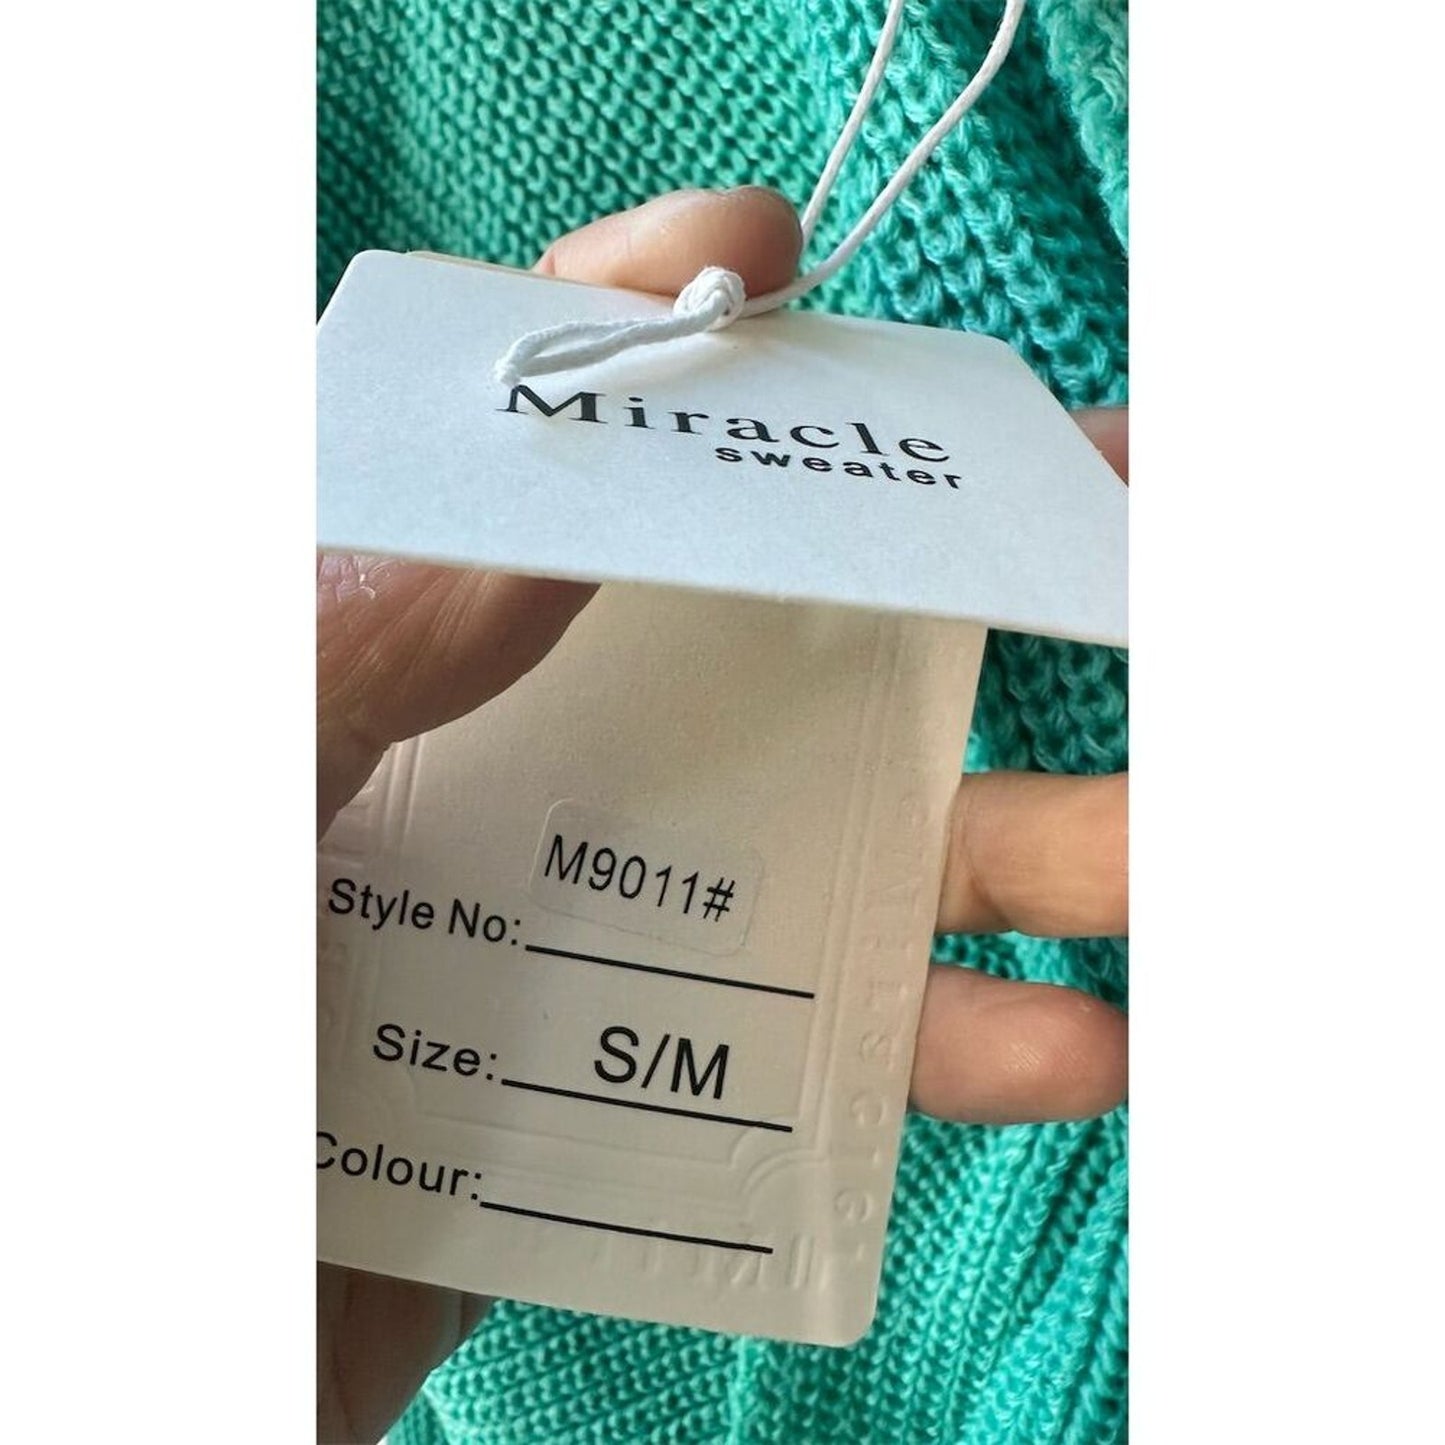 Miracle
sweater
M9011#
Style No:
Size: S/M
Colour: